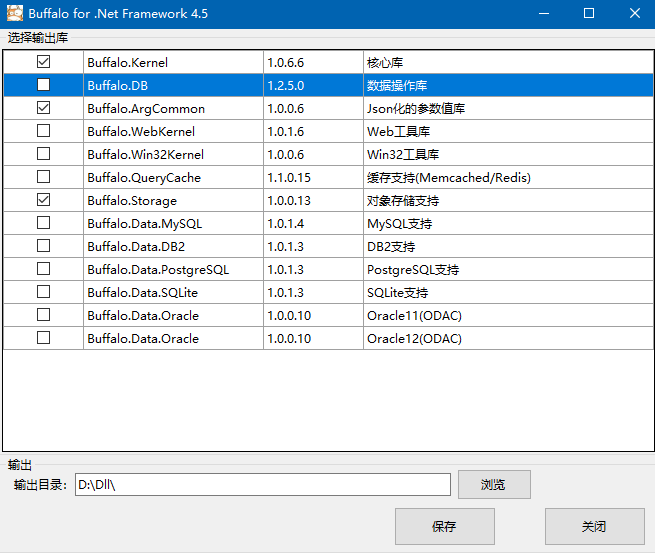 Buffalo for .Net Framework 4.5
选择输出库
Buffalo.Kernel 1.0.6.6 核心库
Buffalo.DB 1.2.5.0 数据操作库
Buffalo.ArgCommon 1.0.0.6 Json化的参数值库
Buffalo.WebKernel 1.0.1.6 Web工具库
Buffalo.Win32Kernel 1.0.0.6 Win32工具库
Buffalo.QueryCache 1.1.0.15 缓存支持(Memcached/Redis)
Buffalo.Storage 1.0.0.13 对象存储支持
Buffalo.Data.MySQL 1.0.1.4 MySQL支持
Buffalo.Data.DB2 1.0.1.3 DB2支持
Buffalo.Data.PostgreSQL 1.0.1.3 PostgreSQL支持
Buffalo.Data.SQLite 1.0.1.3 SQLite支持
Buffalo.Data.Oracle 1.0.0.10 Oracle11(ODAC)
Buffalo.Data.Oracle 1.0.0.10 Oracle12(ODAC)
输出
输出目录: D:\Dll\ 浏览
保存 关闭